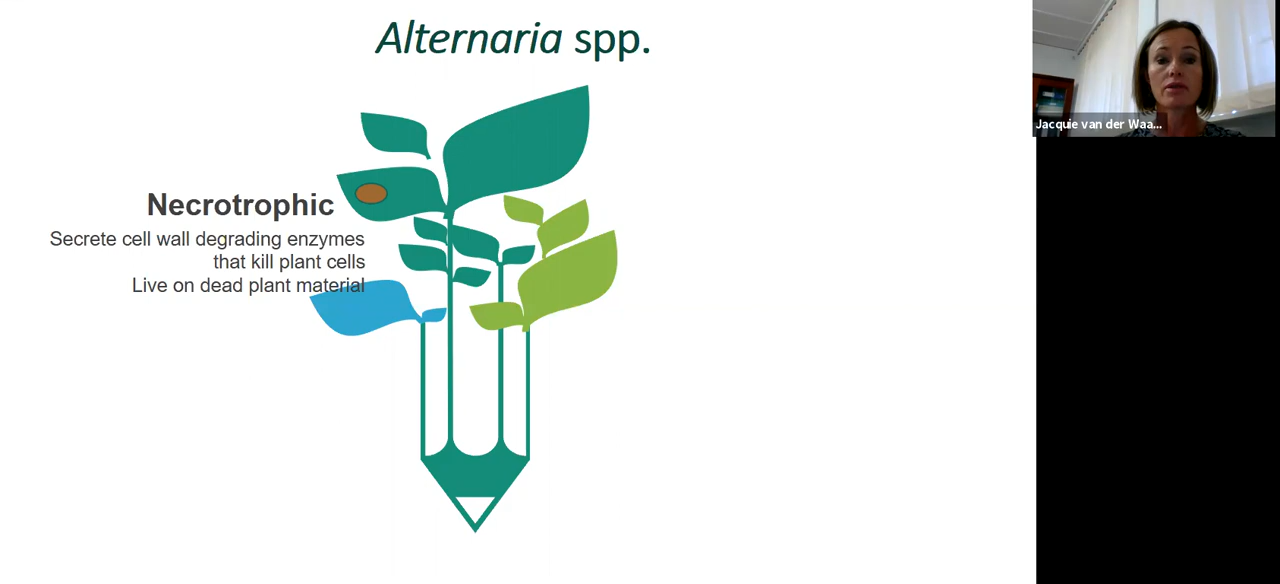 Alternaria spp.
Necrotrophic
Secrete cell wall degrading enzymes
that kill plant cells
Live on dead plant material
Jacquie van der Waa...